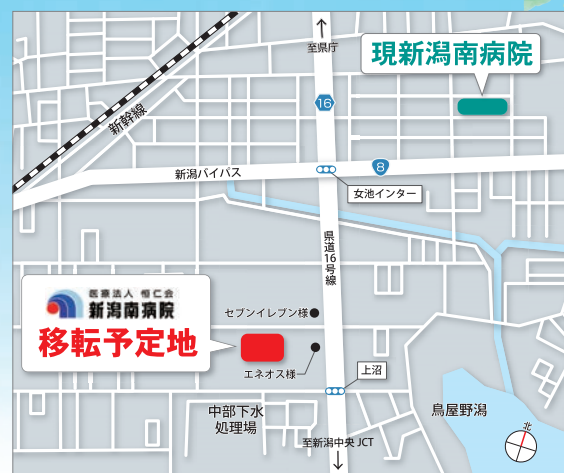 至県庁
現新潟南病院
16
新幹線
新潟バイパス
8
女池インター
県道16号線
医療法人 恒仁会
新潟南病院
移転予定地
セブンイレブン様
エネオス様
上沼
中部下水
処理場
鳥屋野潟
北
至新潟中央 JCT